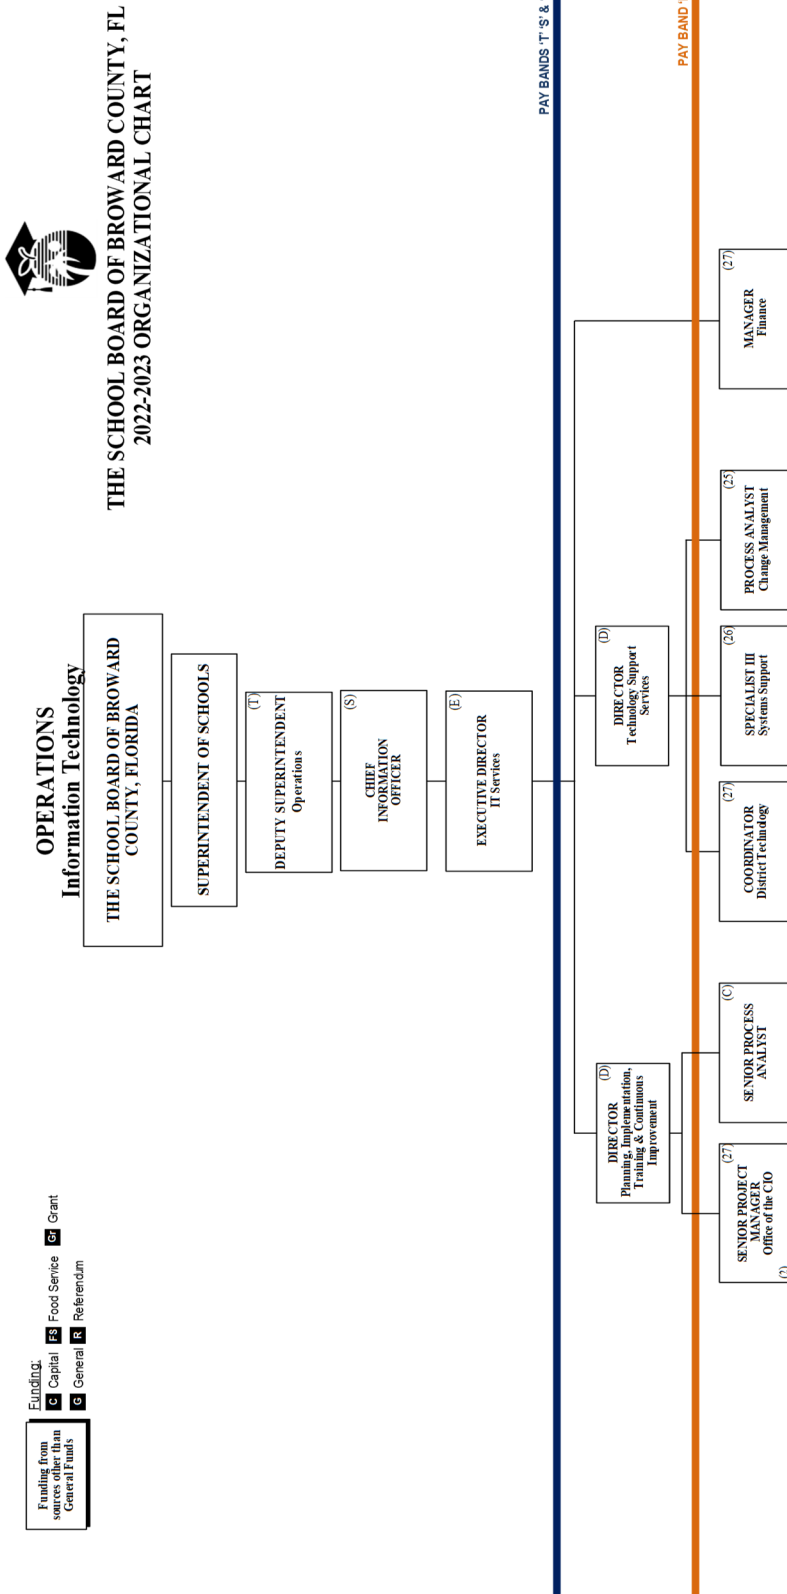 OPERATIONS
Information Technology
THE SCHOOL BOARD OF BROWARD COUNTY, FL
2022-2023 ORGANIZATIONAL CHART
Funding from
sources other than
General Funds
Funding:
C Capital FS Food Service Gr Grant
G General R Referendum
THE SCHOOL BOARD OF BROWARD
COUNTY, FLORIDA
SUPERINTENDENT OF SCHOOLS
(T)
DEPUTY SUPERINTENDENT
Operations
(S)
CHIEF
INFORMATION
OFFICER
(E)
EXECUTIVE DIRECTOR
IT Services
PAY BANDS 'T' 'S' &
(D)
DIRECTOR
Planning, Implementation,
Training & Continuous
Improvement
(D)
DIRECTOR
Technology Support
Services
PAY BAND '
(27)
SENIOR PROJECT
MANAGER
Office of the CIO
(2)
(C)
SENIOR PROCESS
ANALYST
(27)
COORDINATOR
District Technology
(26)
SPECIALIST III
Systems Support
(25)
PROCESS ANALYST
Change Management
(27)
MANAGER
Finance